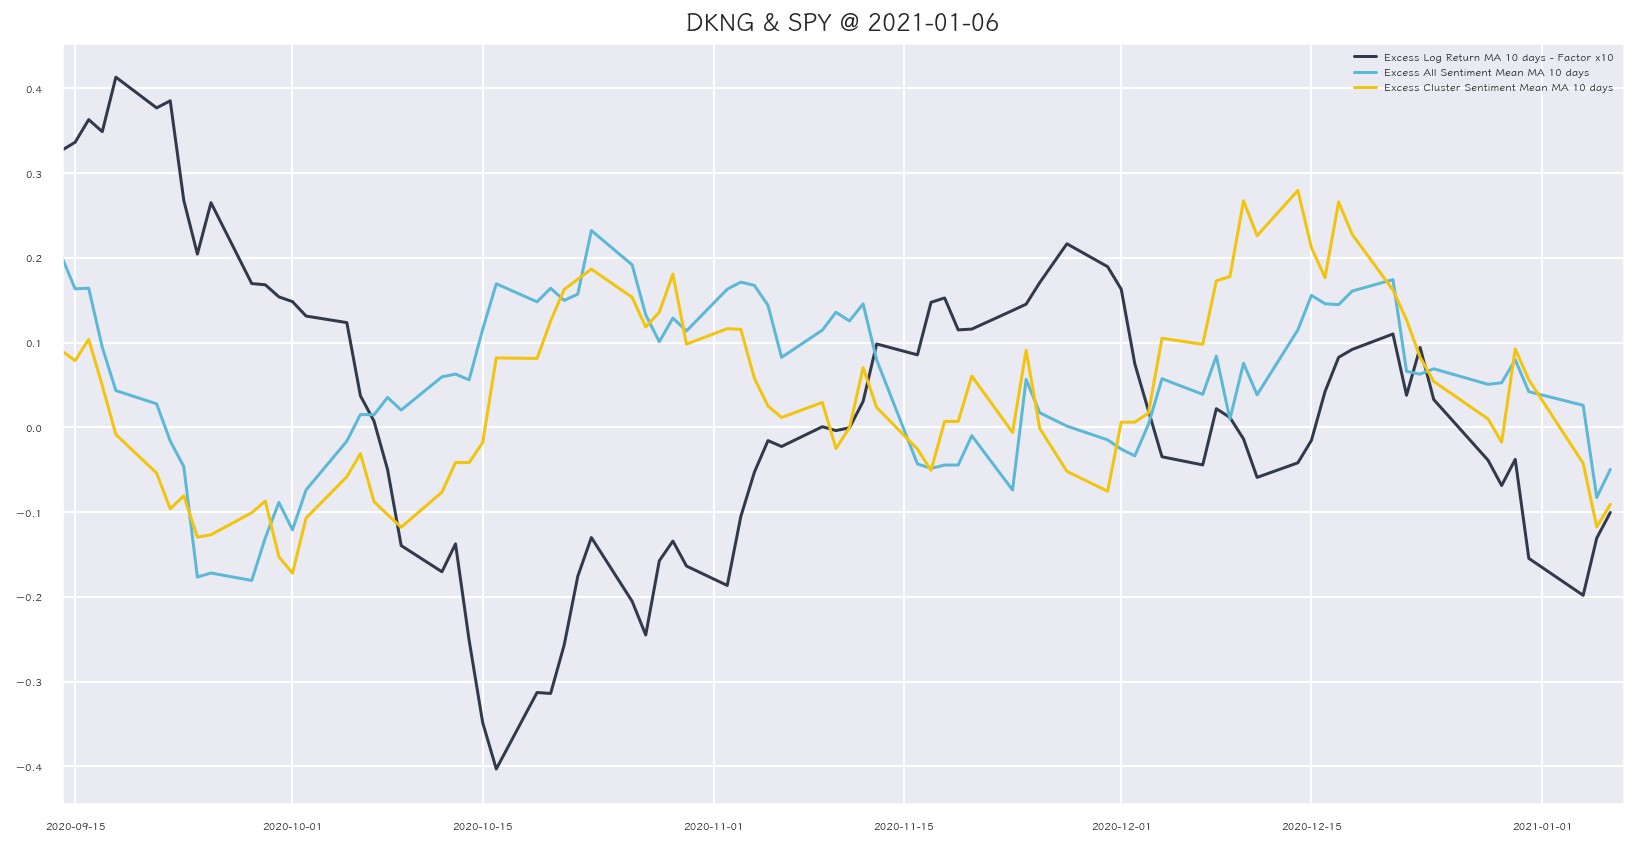 DKNG & SPY @ 2021-01-06
Excess Log Return MA 10 days - Factor x10
Excess All Sentiment Mean MA 10 days
Excess Cluster Sentiment Mean MA 10 days
0.4
0.3
0.2
0.1
0.0
−0.1
−0.2
−0.3
−0.4
2020-09-15 2020-10-01 2020-10-15 2020-11-01 2020-11-15 2020-12-01 2020-12-15 2021-01-01